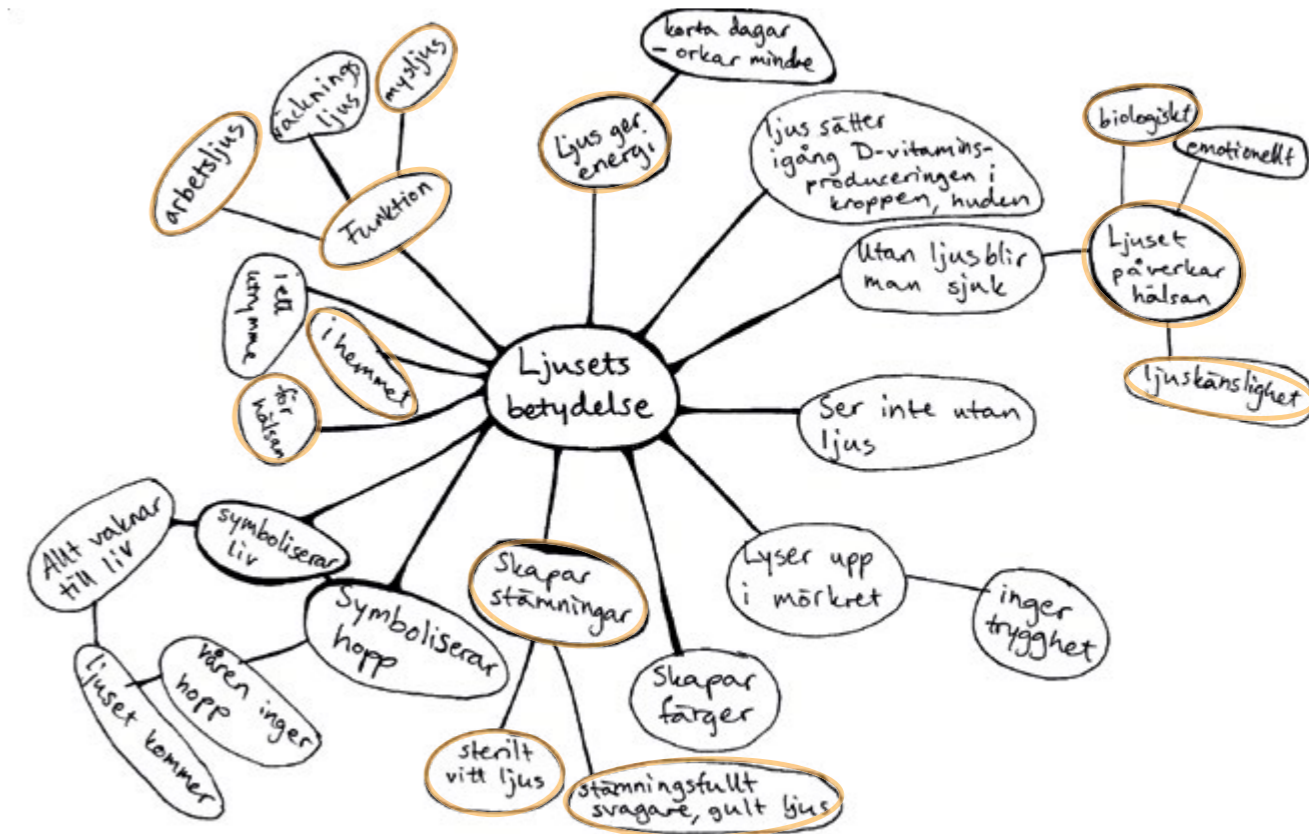 korta dagar
- orkar mindre
mysljus
räcknings
ljus
arbetsljus
Funktion
Ljus ger
energi
ljus sätter
igång D-vitamins-
produceringen i
kroppen, huden
biologiskt
emotionellt
Ljuset
påverkar
hälsan
ljuskänslighet
Utan ljus blir
man sjuk
i ett
utrymme
i hemmet
för
hälsan
Ljusets
betydelse
Ser inte utan
ljus
Allt vaknar
till liv
symboliserar
liv
Symboliserar
hopp
våren inger
hopp
ljuset kommer
Skapar
stämningar
sterilt
vitt ljus
stämningsfullt
svagare, gult ljus
Skapar
färger
Lyser upp
i mörkret
inger
trygghet